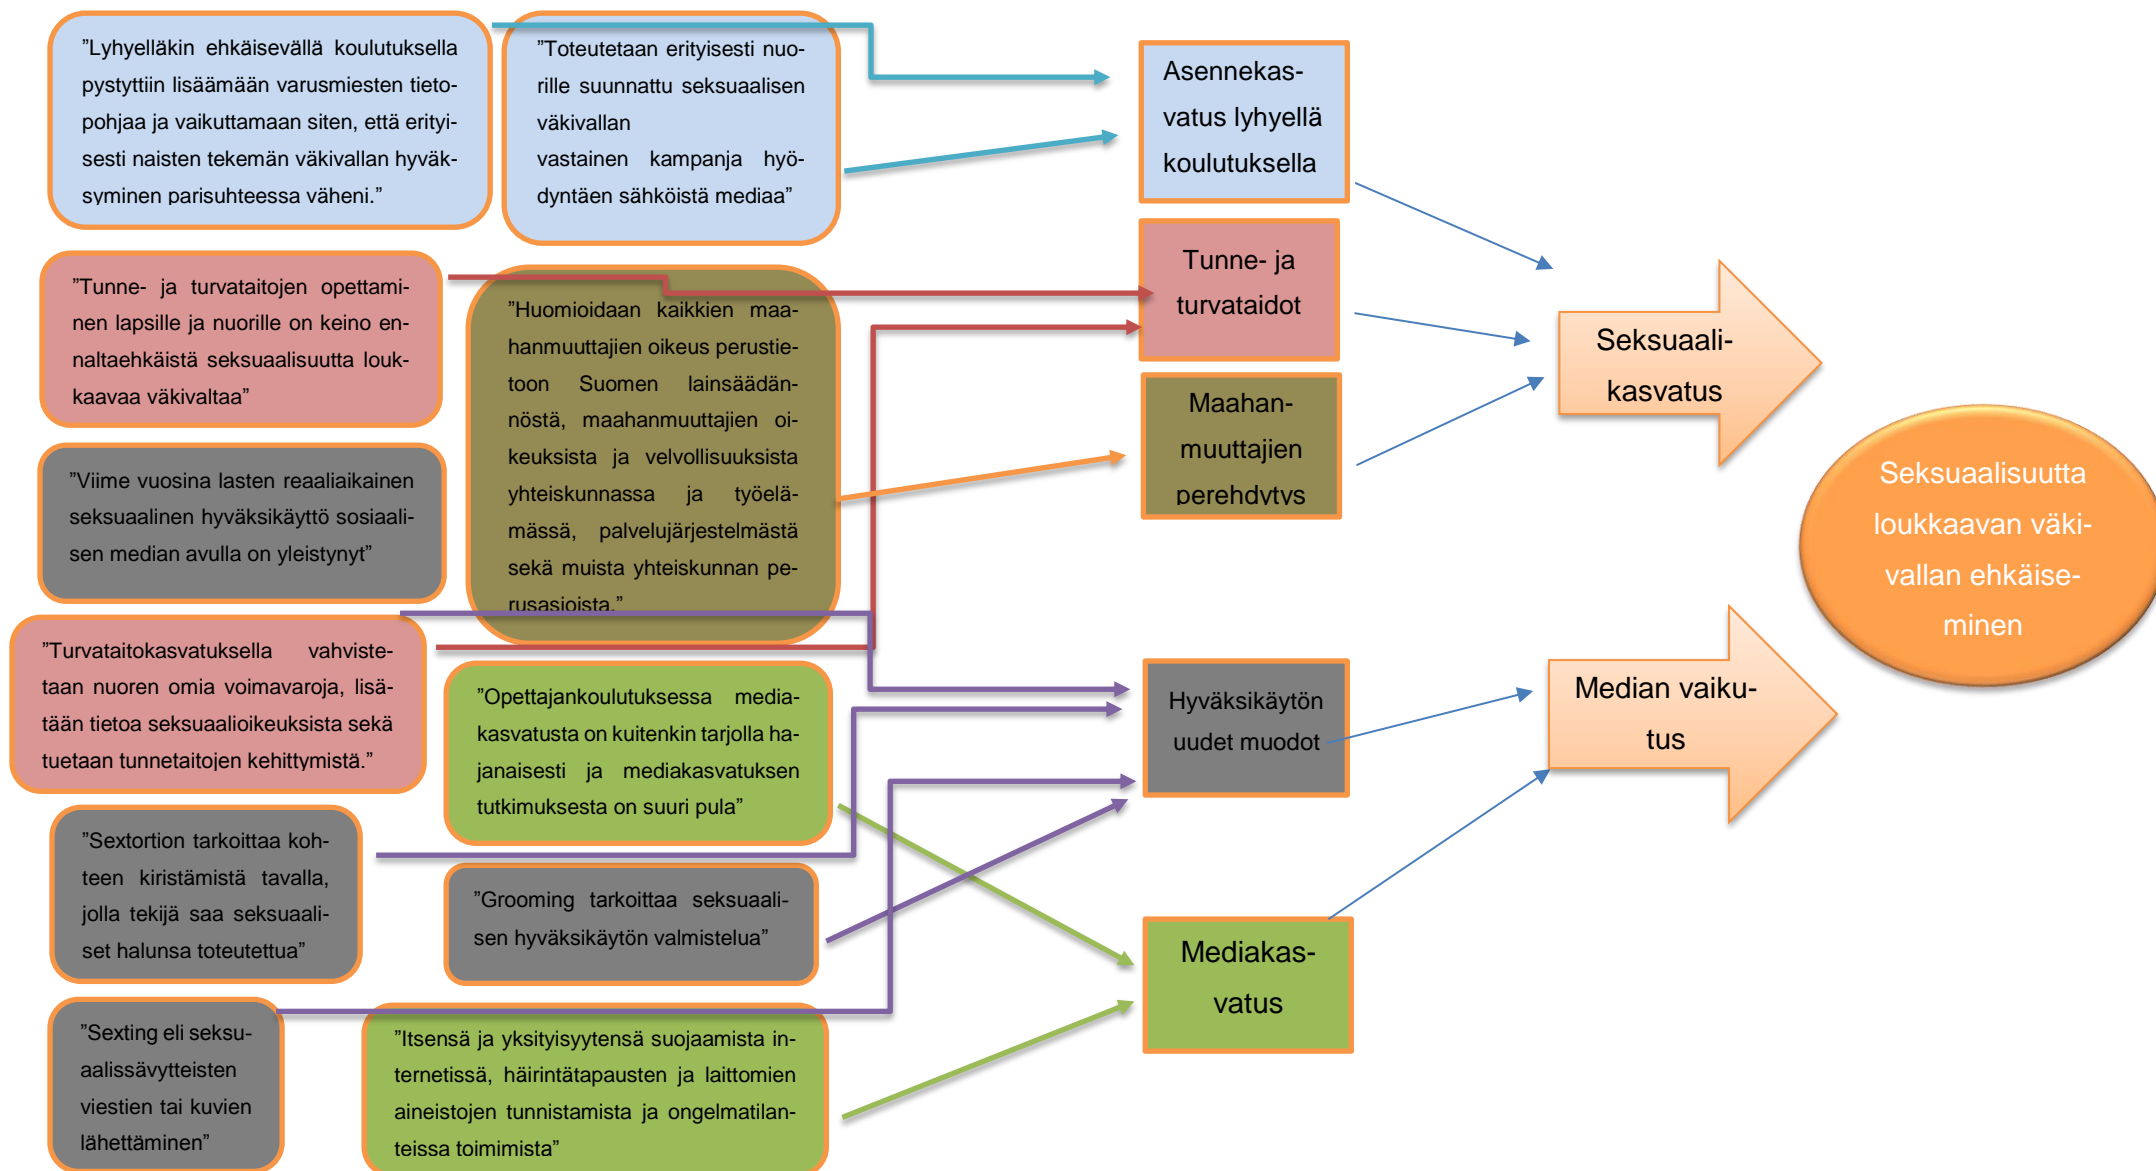 ”Lyhyelläkin ehkäisevällä koulutuksella
pystyttiin lisäämään varusmiesten tieto-
pohjaa ja vaikuttamaan siten, että erityi-
sesti naisten tekemän väkivallan hyväk-
syminen parisuhteessa väheni.”
”Toteutetaan erityisesti nuo-
rille suunnattu seksuaalisen
väkivallan
vastainen kampanja hyö-
dyntäen sähköistä mediaa”
Asennekas-
vatus lyhyellä
koulutuksella
”Tunne- ja turvataitojen opettami-
nen lapsille ja nuorille on keino en-
naltaehkäistä seksuaalisuutta louk-
kaavaa väkivaltaa”
”Huomioidaan kaikkien maa-
hanmuuttajien oikeus perustie-
toon Suomen lainsäädän-
nöstä, maahanmuuttajien oi-
keuksista ja velvollisuuksista
yhteiskunnassa ja työelä-
mässä, palvelujärjestelmästä
sekä muista yhteiskunnan pe-
rusasioista.”
Tunne- ja
turvataidot
Maahan-
muuttajien
perehdytys
Seksuaali-
kasvatus
”Viime vuosina lasten reaaliaikainen
seksuaalinen hyväksikäyttö sosiaali-
sen median avulla on yleistynyt”
Seksuaalisuutta
loukkaavan väki-
vallan ehkäise-
minen
”Turvataitokasvatuksella vahviste-
taan nuoren omia voimavaroja, lisä-
tään tietoa seksuaalioikeuksista sekä
tuetaan tunnetaitojen kehittymistä.”
”Opettajankoulutuksessa media-
kasvatusta on kuitenkin tarjolla ha-
janaisesti ja mediakasvatuksen
tutkimuksesta on suuri pula”
Hyväksikäytön
uudet muodot
Median vaiku-
tus
”Sextortion tarkoittaa koh-
teen kiristämistä tavalla,
jolla tekijä saa seksuaali-
set halunsa toteutettua”
”Grooming tarkoittaa seksuaali-
sen hyväksikäytön valmistelua”
Mediakas-
vatus
”Sexting eli seksu-
aalissävytteisten
viestien tai kuvien
lähettäminen”
”Itsensä ja yksityisyytensä suojaamista in-
ternetissä, häirintätapausten ja laittomien
aineistojen tunnistamista ja ongelmatilan-
teissa toimimista”